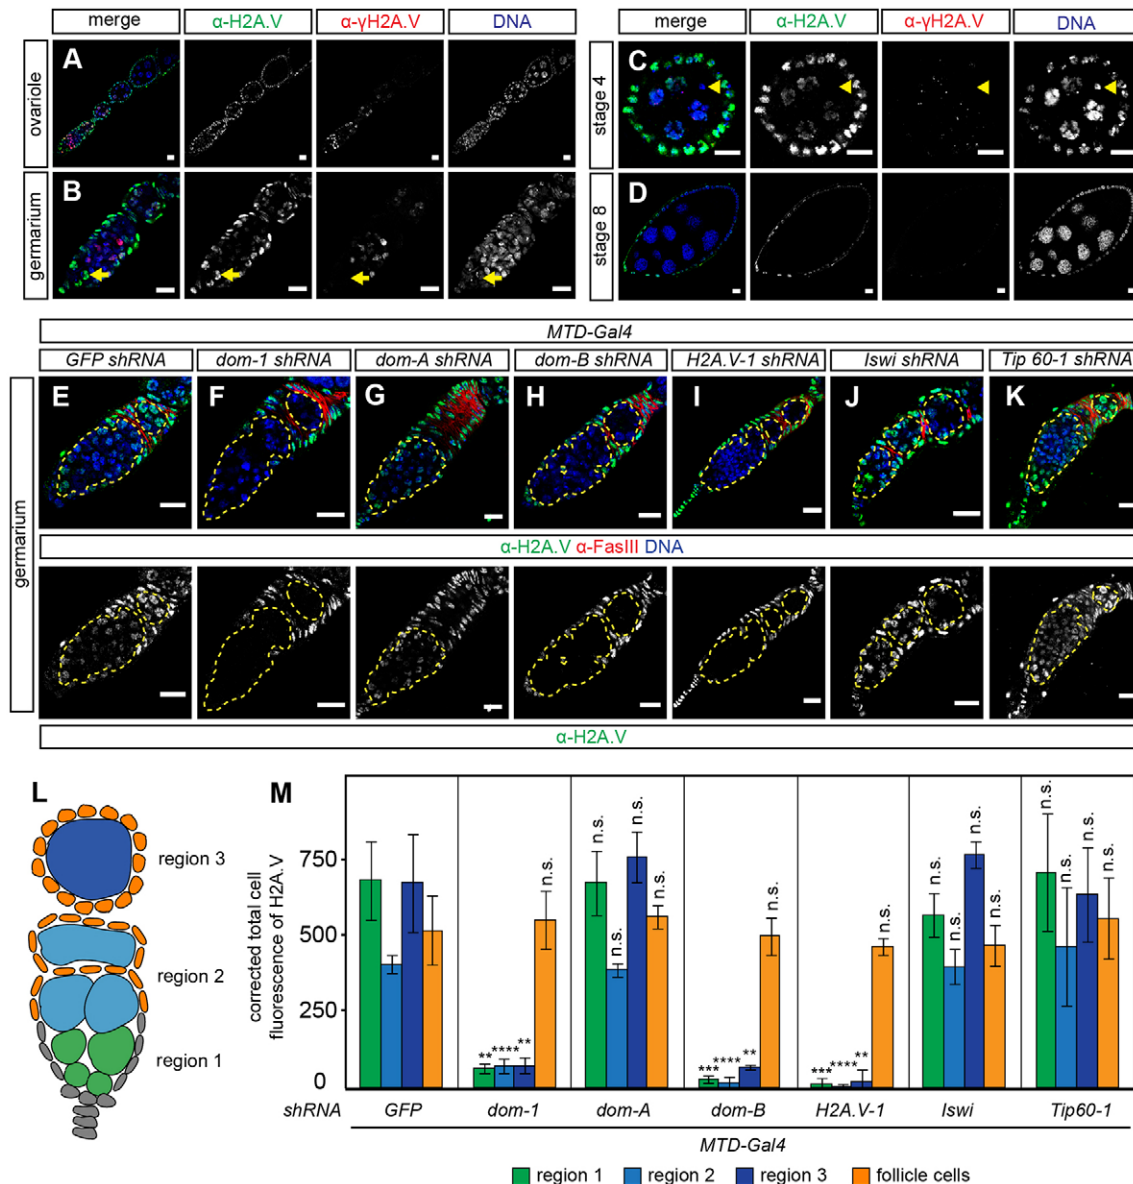 merge α-H2A.V α-γH2A.V DNA
merge α-H2A.V α-γH2A.V DNA
ovariole
A
germarium
B
stage 4
C
stage 8
D
MTD-Gal4
GFP shRNA dom-1 shRNA dom-A shRNA dom-B shRNA H2A.V-1 shRNA Iswi shRNA Tip 60-1 shRNA
E F G H I J K
germarium
α-H2A.V α-FasIII DNA
α-H2A.V
L
region 3
region 2
region 1
M
corrected total cell
fluorescence of H2A.V
750
500
250
0
** **** ** n.s.
n.s. n.s. n.s. n.s.
*** **** ** n.s.
*** **** ** n.s.
n.s. n.s. n.s. n.s.
n.s. n.s. n.s. n.s.
shRNA GFP dom-1 dom-A dom-B H2A.V-1 Iswi Tip60-1
MTD-Gal4
region 1 region 2 region 3 follicle cells